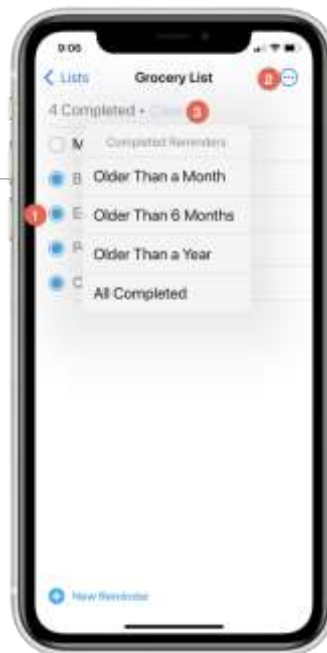 9:06
Lists Grocery List 2
4 Completed • Clear 3
M Completed Reminders
B Older Than a Month
1 E Older Than 6 Months
Older Than a Year
C All Completed
New Reminder